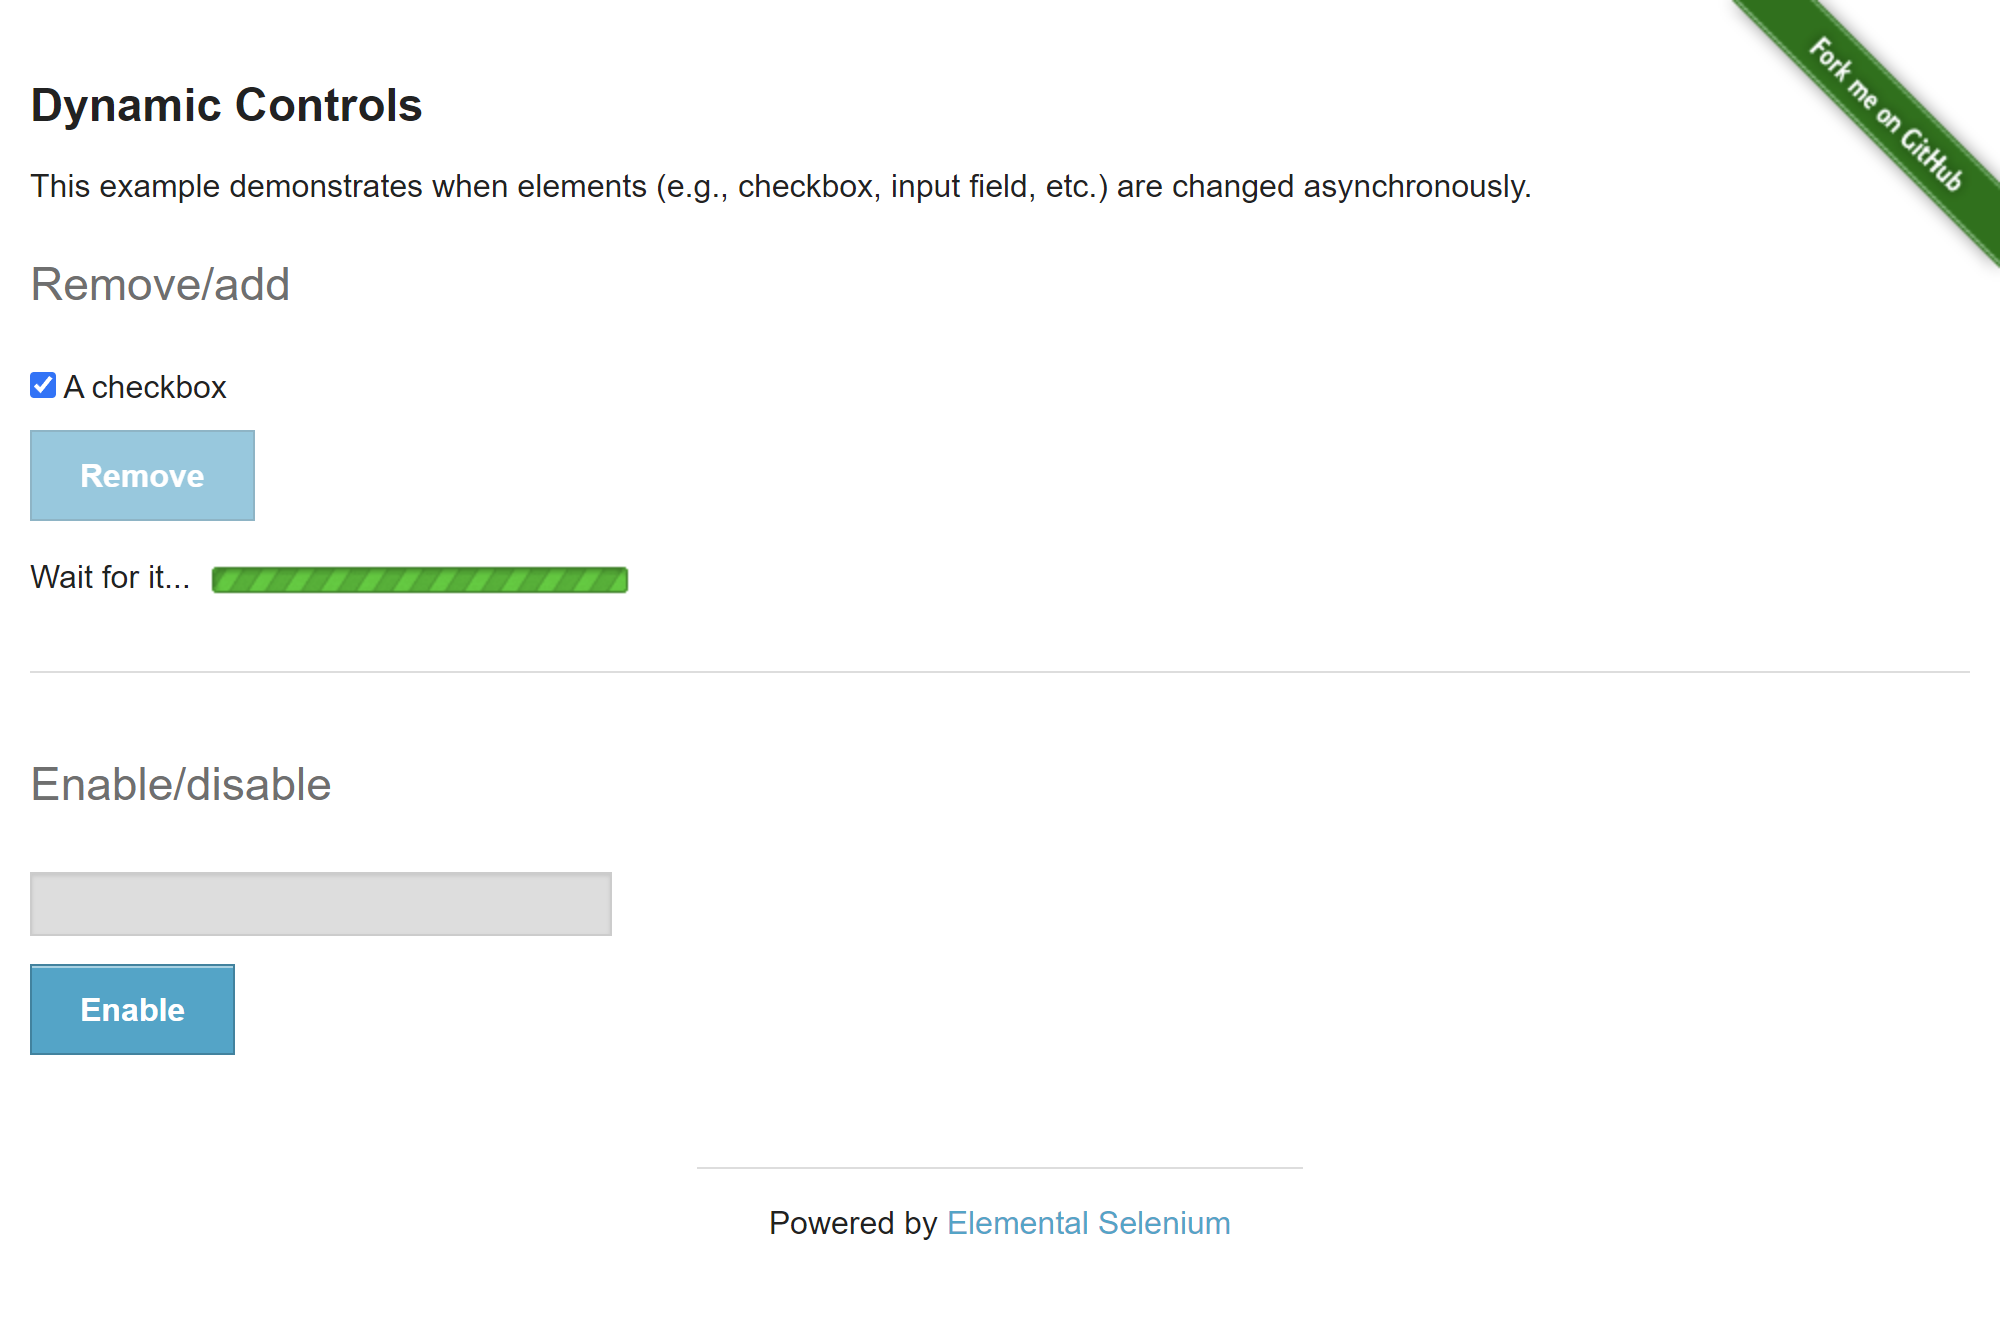 Fork me on GitHub
Dynamic Controls
This example demonstrates when elements (e.g., checkbox, input field, etc.) are changed asynchronously.
Remove/add
A checkbox
Remove
Wait for it...
Enable/disable
Enable
Powered by Elemental Selenium